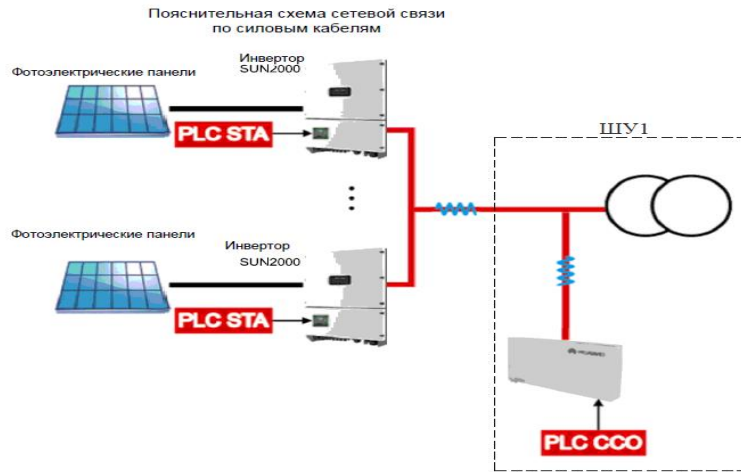 Пояснительная схема сетевой связи
по силовым кабелям
Инвертор
SUN2000
Фотоэлектрические панели
PLC STA
ШУ1
Фотоэлектрические панели
Инвертор
SUN2000
PLC STA
HUAWEI
PLC CCO